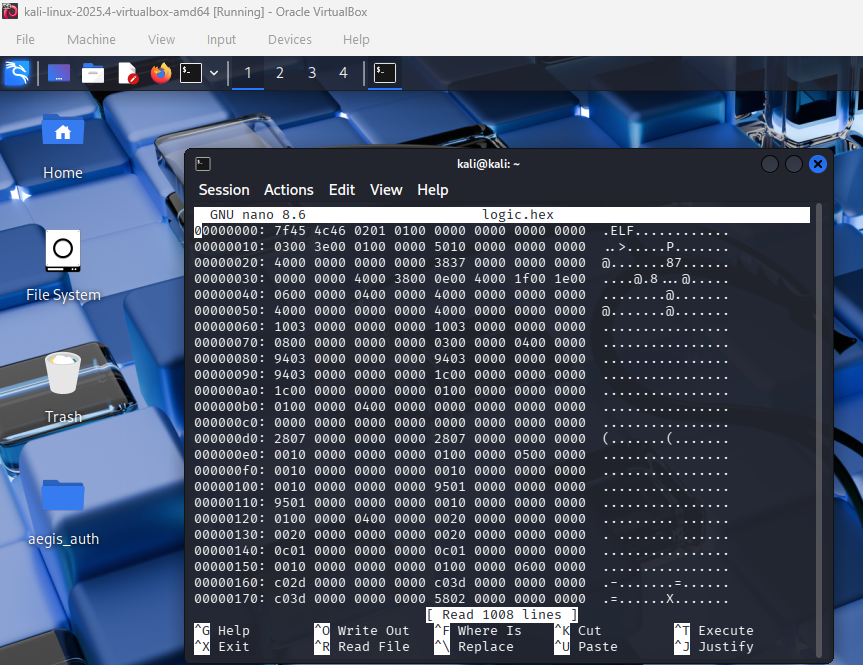 kali-linux-2025.4-virtualbox-amd64 [Running] - Oracle VirtualBox
File Machine View Input Devices Help
1 2 3 4
Home
File System
Trash
aegis_auth
kali@kali: ~
Session Actions Edit View Help
GNU nano 8.6 logic.hex
00000000: 7f45 4c46 0201 0100 0000 0000 0000 0000 .ELF............
00000010: 0300 3e00 0100 0000 5010 0000 0000 0000 ..>.....P.......
00000020: 4000 0000 0000 0000 3837 0000 0000 0000 @.......87......
00000030: 0000 0000 4000 3800 0e00 4000 1f00 1e00 ....@.8...@.....
00000040: 0600 0000 0400 0000 4000 0000 0000 0000 ........@.......
00000050: 4000 0000 0000 0000 4000 0000 0000 0000 @.......@.......
00000060: 1003 0000 0000 0000 1003 0000 0000 0000 ................
00000070: 0800 0000 0000 0000 0300 0000 0400 0000 ................
00000080: 9403 0000 0000 0000 9403 0000 0000 0000 ................
00000090: 9403 0000 0000 0000 1c00 0000 0000 0000 ................
000000a0: 1c00 0000 0000 0000 0100 0000 0000 0000 ................
000000b0: 0100 0000 0400 0000 0000 0000 0000 0000 ................
000000c0: 0000 0000 0000 0000 0000 0000 0000 0000 ................
000000d0: 2807 0000 0000 0000 2807 0000 0000 0000 (.......(.......
000000e0: 0010 0000 0000 0000 0100 0000 0500 0000 ................
000000f0: 0010 0000 0000 0000 0010 0000 0000 0000 ................
00000100: 0010 0000 0000 0000 9501 0000 0000 0000 ................
00000110: 9501 0000 0000 0000 0010 0000 0000 0000 ................
00000120: 0100 0000 0400 0000 0020 0000 0000 0000 ......... ......
00000130: 0020 0000 0000 0000 0020 0000 0000 0000 . ....... ......
00000140: 0c01 0000 0000 0000 0c01 0000 0000 0000 ................
00000150: 0010 0000 0000 0000 0100 0000 0600 0000 ................
00000160: c02d 0000 0000 0000 c03d 0000 0000 0000 .-.......=......
00000170: c03d 0000 0000 0000 5802 0000 0000 0000 .=......X.......
[ Read 1008 lines ]
^G Help ^O Write Out ^F Where Is ^K Cut ^T Execute
^X Exit ^R Read File ^\ Replace ^U Paste ^J Justify